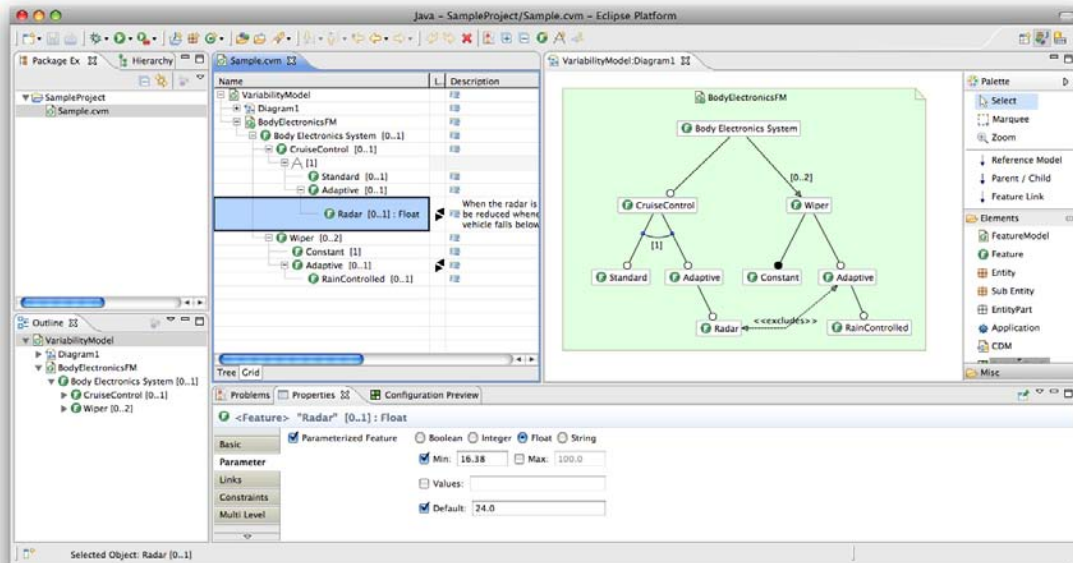 Java - SampleProject/Sample.cvm - Eclipse Platform
Package Ex
Hierarchy
SampleProject
Sample.cvm
Outline
VariabilityModel
Diagram1
BodyElectronicsFM
Body Electronics System [0..1]
CruiseControl [0..1]
Wiper [0..2]
Sample.cvm
Name L.. Description
VariabilityModel
Diagram1
BodyElectronicsFM
Body Electronics System [0..1]
CruiseControl [0..1]
[1]
Standard [0..1]
Adaptive [0..1]
Radar [0..1] : Float
When the radar is
be reduced whene
vehicle falls below
Wiper [0..2]
Constant [1]
Adaptive [0..1]
RainControlled [0..1]
Tree Grid
VariabilityModel:Diagram1
BodyElectronicsFM
Body Electronics System
[0..2]
CruiseControl
Wiper
[1]
Standard
Adaptive
Constant
Adaptive
<<excludes>>
Radar
RainControlled
Palette
Select
Marquee
Zoom
Reference Model
Parent / Child
Feature Link
Elements
FeatureModel
Feature
Entity
Sub Entity
EntityPart
Application
CDM
Misc
Problems
Properties
Configuration Preview
<Feature> "Radar" [0..1] : Float
Basic
Parameter
Links
Constraints
Multi Level
Parameterized Feature
Boolean Integer Float String
Min: 16.38 Max: 100.0
Values:
Default: 24.0
Selected Object: Radar [0..1]